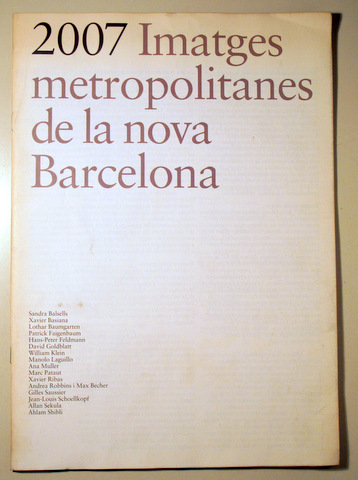 2007 Imatges
metropolitanes
de la nova
Barcelona
Sandra Balsells
Xavier Basiana
Lothar Baumgarten
Patrick Faigenbaum
Hans-Peter Feldmann
David Goldblatt
William Klein
Manolo Laguillo
Ana Muller
Marc Pataut
Xavier Ribas
Andrea Robbins i Max Becher
Gilles Saussier
Jean-Louis Schoellkopf
Allan Sekula
Ahlam Shibli